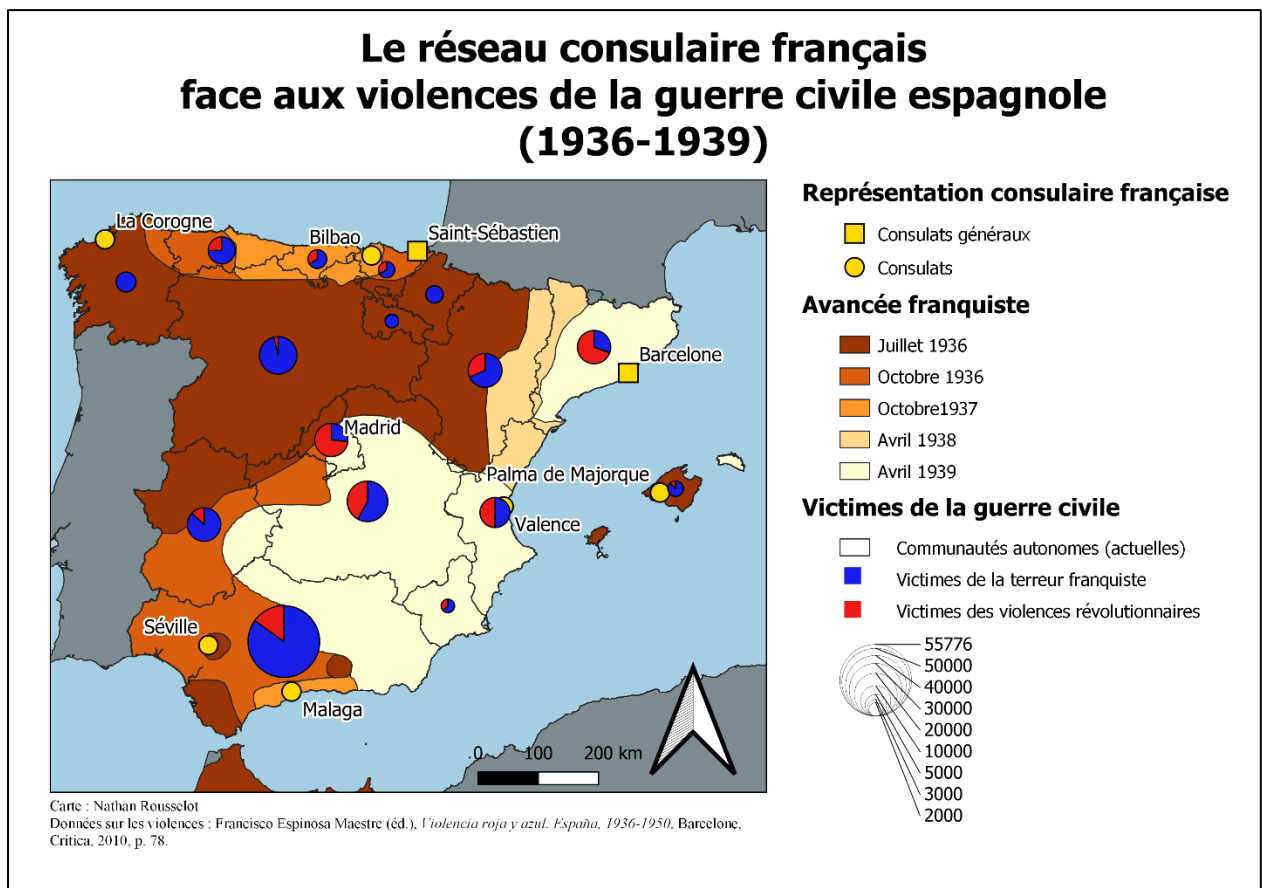 Le réseau consulaire français
face aux violences de la guerre civile espagnole
(1936-1939)
La Corogne
Bilbao
Saint-Sébastien
Barcelone
Madrid
Palma de Majorque
Valence
Séville
Malaga
0 100 200 km
Représentation consulaire française
Consulats généraux
Consulats
Avancée franquiste
Juillet 1936
Octobre 1936
Octobre1937
Avril 1938
Avril 1939
Victimes de la guerre civile
Communautés autonomes (actuelles)
Victimes de la terreur franquiste
Victimes des violences révolutionnaires
55776
50000
40000
30000
20000
10000
5000
3000
2000
Carte : Nathan Rousselot
Données sur les violences : Francisco Espinosa Maestre (éd.), Violencia roja y azul. España, 1936-1950, Barcelone,
Crítica, 2010, p. 78.